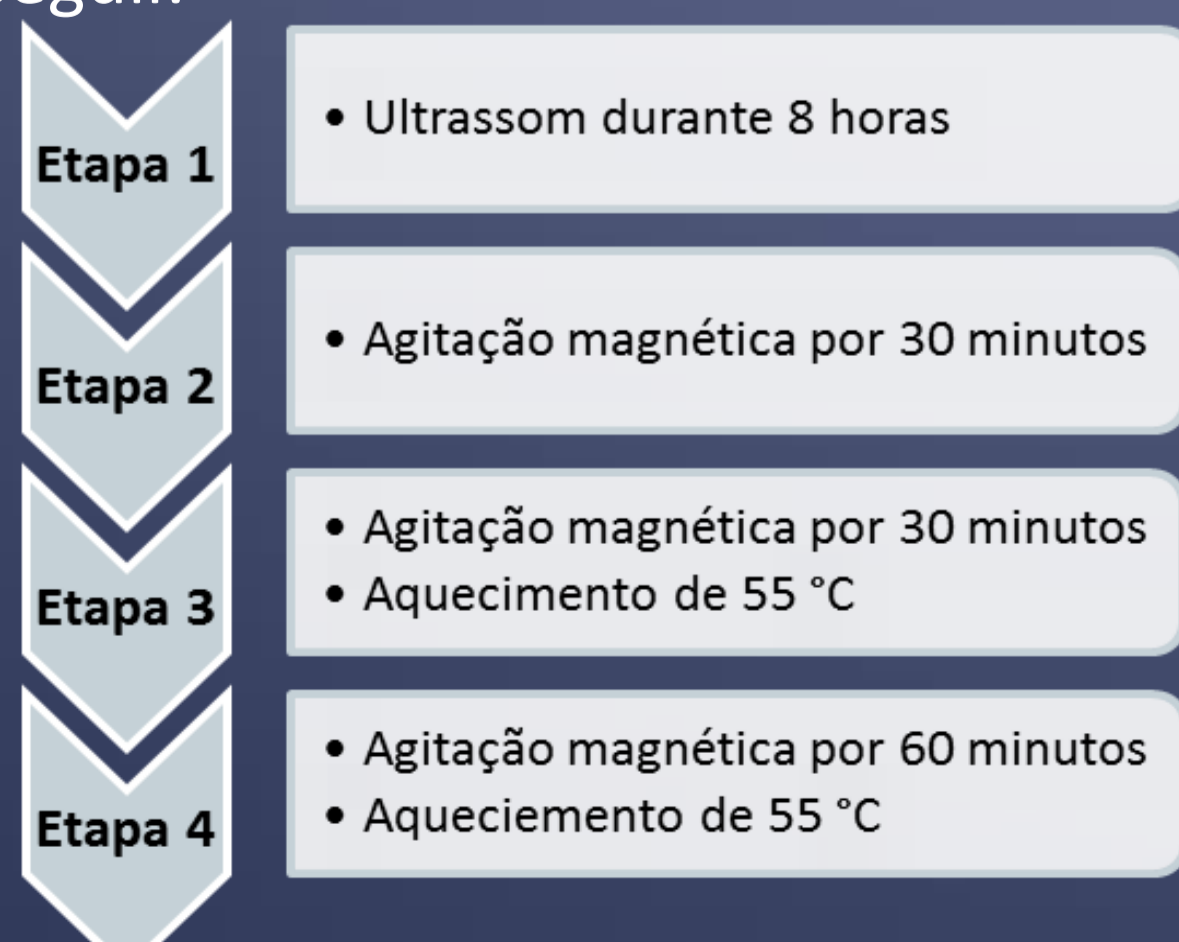 Etapa 1
• Ultrassom durante 8 horas
Etapa 2
• Agitação magnética por 30 minutos
Etapa 3
• Agitação magnética por 30 minutos
• Aquecimento de 55 °C
Etapa 4
• Agitação magnética por 60 minutos
• Aqueciemento de 55 °C